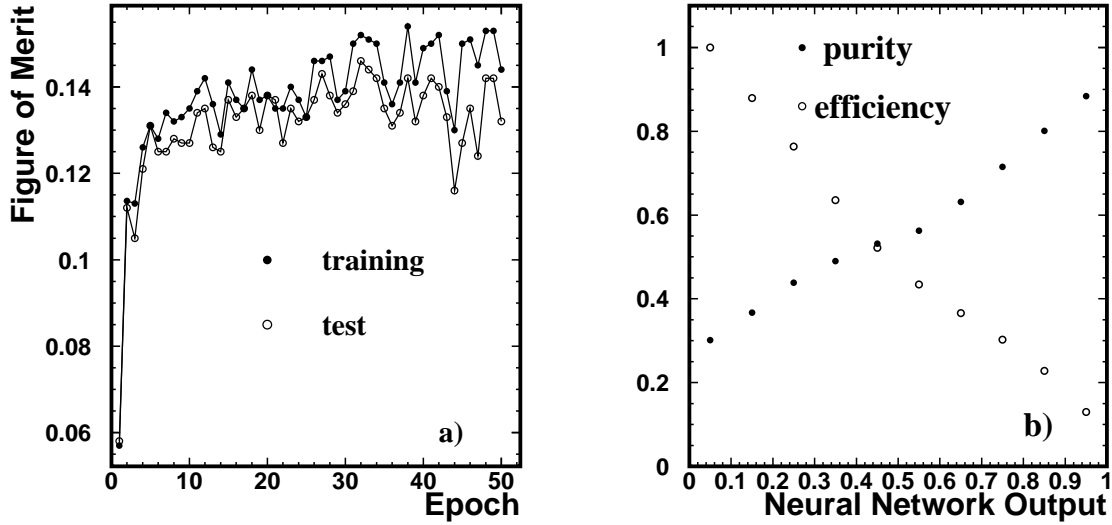 Figure of Merit
0.14
0.12
0.1
0.08
0.06
training
test
a)
0 10 20 30 40 50
Epoch
1
0.8
0.6
0.4
0.2
0
purity
efficiency
b)
0 0.1 0.2 0.3 0.4 0.5 0.6 0.7 0.8 0.9 1
Neural Network Output